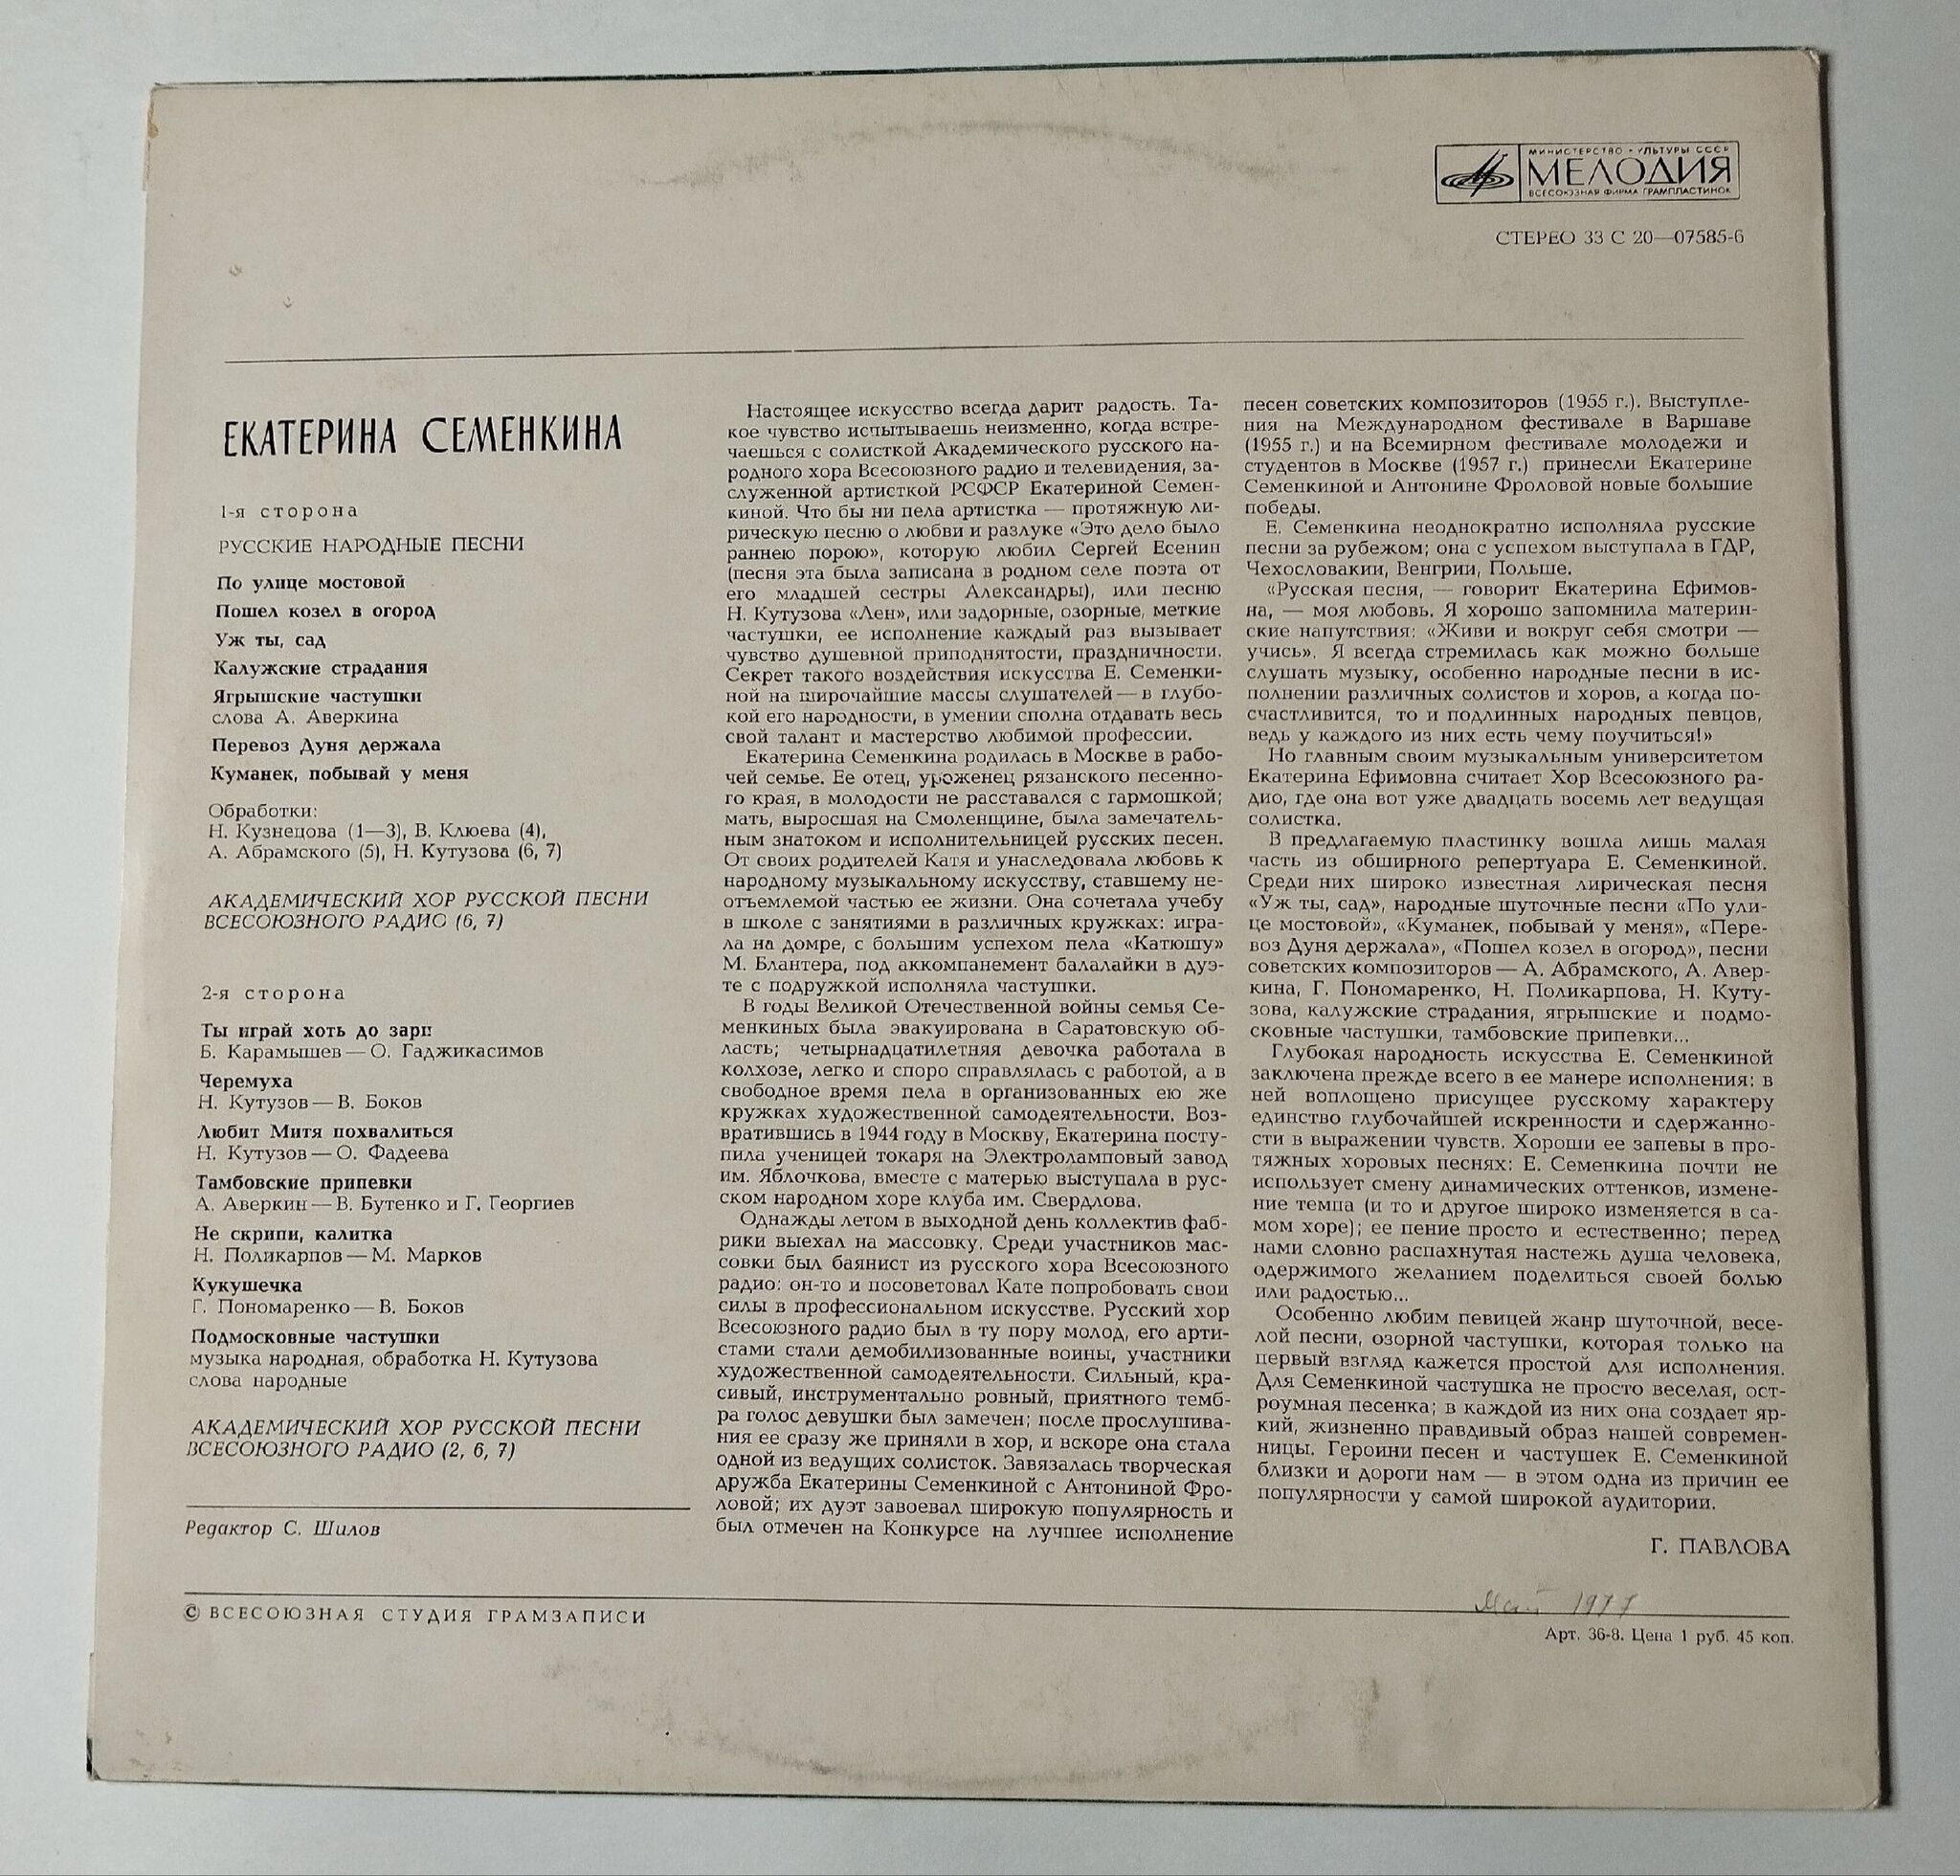 МИНИСТЕРСТВО КУЛЬТУРЫ СССР
МЕЛОДИЯ
ВСЕСОЮЗНАЯ ФИРМА ГРАМПЛАСТИНОК
СТЕРЕО 33 С 20—07585-6
ЕКАТЕРИНА СЕМЕНКИНА
1-я сторона
РУССКИЕ НАРОДНЫЕ ПЕСНИ
По улице мостовой
Пошел козел в огород
Уж ты, сад
Калужские страдания
Ягрышские частушки
слова А. Аверкина
Перевоз Дуня держала
Куманек, побывай у меня
Обработки:
Н. Кузнецова (1—3), В. Клюева (4),
А. Абрамского (5), Н. Кутузова (6, 7)
АКАДЕМИЧЕСКИЙ ХОР РУССКОЙ ПЕСНИ
ВСЕСОЮЗНОГО РАДИО (6, 7)
2-я сторона
Ты играй хоть до зари
Б. Карамышев — О. Гаджикасимов
Черемуха
Н. Кутузов — В. Боков
Любит Митя похвалиться
Н. Кутузов — О. Фадеева
Тамбовские припевки
А. Аверкин — В. Бутенко и Г. Георгиев
Не скрипи, калитка
Н. Поликарпов — М. Марков
Кукушечка
Г. Пономаренко — В. Боков
Подмосковные частушки
музыка народная, обработка Н. Кутузова
слова народные
АКАДЕМИЧЕСКИЙ ХОР РУССКОЙ ПЕСНИ
ВСЕСОЮЗНОГО РАДИО (2, 6, 7)
Редактор С. Шилов
Настоящее искусство всегда дарит радость. Та-
кое чувство испытываешь неизменно, когда встре-
чаешься с солисткой Академического русского на-
родного хора Всесоюзного радио и телевидения, за-
служенной артисткой РСФСР Екатериной Семен-
киной. Что бы ни пела артистка — протяжную ли-
рическую песню о любви и разлуке «Это дело было
раннею порою», которую любил Сергей Есенин
(песня эта была записана в родном селе поэта от
его младшей сестры Александры), или песню
Н. Кутузова «Лен», или задорные, озорные, меткие
частушки, ее исполнение каждый раз вызывает
чувство душевной приподнятости, праздничности.
Секрет такого воздействия искусства Е. Семенки-
ной на широчайшие массы слушателей — в глубо-
кой его народности, в умении сполна отдавать весь
свой талант и мастерство любимой профессии.
Екатерина Семенкина родилась в Москве в рабо-
чей семье. Ее отец, уроженец рязанского песенно-
го края, в молодости не расставался с гармошкой;
мать, выросшая на Смоленщине, была замечатель-
ным знатоком и исполнительницей русских песен.
От своих родителей Катя и унаследовала любовь к
народному музыкальному искусству, ставшему не-
отъемлемой частью ее жизни. Она сочетала учебу
в школе с занятиями в различных кружках: игра-
ла на домре, с большим успехом пела «Катюшу»
М. Блантера, под аккомпанемент балалайки в дуэ-
те с подружкой исполняла частушки.
В годы Великой Отечественной войны семья Се-
менкиных была эвакуирована в Саратовскую об-
ласть; четырнадцатилетняя девочка работала в
колхозе, легко и споро справлялась с работой, а в
свободное время пела в организованных ею же
кружках художественной самодеятельности. Воз-
вратившись в 1944 году в Москву, Екатерина посту-
пила ученицей токаря на Электроламповый завод
им. Яблочкова, вместе с матерью выступала в рус-
ском народном хоре клуба им. Свердлова.
Однажды летом в выходной день коллектив фаб-
рики выехал на массовку. Среди участников мас-
совки был баянист из русского хора Всесоюзного
радио: он-то и посоветовал Кате попробовать свои
силы в профессиональном искусстве. Русский хор
Всесоюзного радио был в ту пору молод, его арти-
стами стали демобилизованные воины, участники
художественной самодеятельности. Сильный, кра-
сивый, инструментально ровный, приятного темб-
ра голос девушки был замечен; после прослушива-
ния ее сразу же приняли в хор, и вскоре она стала
одной из ведущих солисток. Завязалась творческая
дружба Екатерины Семенкиной с Антониной Фро-
ловой; их дуэт завоевал широкую популярность и
был отмечен на Конкурсе на лучшее исполнение
песен советских композиторов (1955 г.). Выступле-
ния на Международном фестивале в Варшаве
(1955 г.) и на Всемирном фестивале молодежи и
студентов в Москве (1957 г.) принесли Екатерине
Семенкиной и Антонине Фроловой новые большие
победы.
Е. Семенкина неоднократно исполняла русские
песни за рубежом; она с успехом выступала в ГДР,
Чехословакии, Венгрии, Польше.
«Русская песня, — говорит Екатерина Ефимов-
на, — моя любовь. Я хорошо запомнила материн-
ские напутствия: «Живи и вокруг себя смотри —
учись». Я всегда стремилась как можно больше
слушать музыку, особенно народные песни в ис-
полнении различных солистов и хоров, а когда по-
счастливится, то и подлинных народных певцов,
ведь у каждого из них есть чему поучиться!»
Но главным своим музыкальным университетом
Екатерина Ефимовна считает Хор Всесоюзного ра-
дио, где она вот уже двадцать восемь лет ведущая
солистка.
В предлагаемую пластинку вошла лишь малая
часть из обширного репертуара Е. Семенкиной.
Среди них широко известная лирическая песня
«Уж ты, сад», народные шуточные песни «По ули-
це мостовой», «Куманек, побывай у меня», «Пере-
воз Дуня держала», «Пошел козел в огород», песни
советских композиторов — А. Абрамского, А. Авер-
кина, Г. Пономаренко, Н. Поликарпова, Н. Куту-
зова, калужские страдания, ягрышские и подмо-
сковные частушки, тамбовские припевки...
Глубокая народность искусства Е. Семенкиной
заключена прежде всего в ее манере исполнения: в
ней воплощено присущее русскому характеру
единство глубочайшей искренности и сдержанно-
сти в выражении чувств. Хороши ее запевы в про-
тяжных хоровых песнях: Е. Семенкина почти не
использует смену динамических оттенков, измене-
ние темпа (и то и другое широко изменяется в са-
мом хоре); ее пение просто и естественно; перед
нами словно распахнутая настежь душа человека,
одержимого желанием поделиться своей болью
или радостью...
Особенно любим певицей жанр шуточной, весе-
лой песни, озорной частушки, которая только на
первый взгляд кажется простой для исполнения.
Для Семенкиной частушка не просто веселая, ост-
роумная песенка; в каждой из них она создает яр-
кий, жизненно правдивый образ нашей современ-
ницы. Героини песен и частушек Е. Семенкиной
близки и дороги нам — в этом одна из причин ее
популярности у самой широкой аудитории.
Г. ПАВЛОВА
Май 1977
© ВСЕСОЮЗНАЯ СТУДИЯ ГРАМЗАПИСИ
Арт. 36-8. Цена 1 руб. 45 коп.